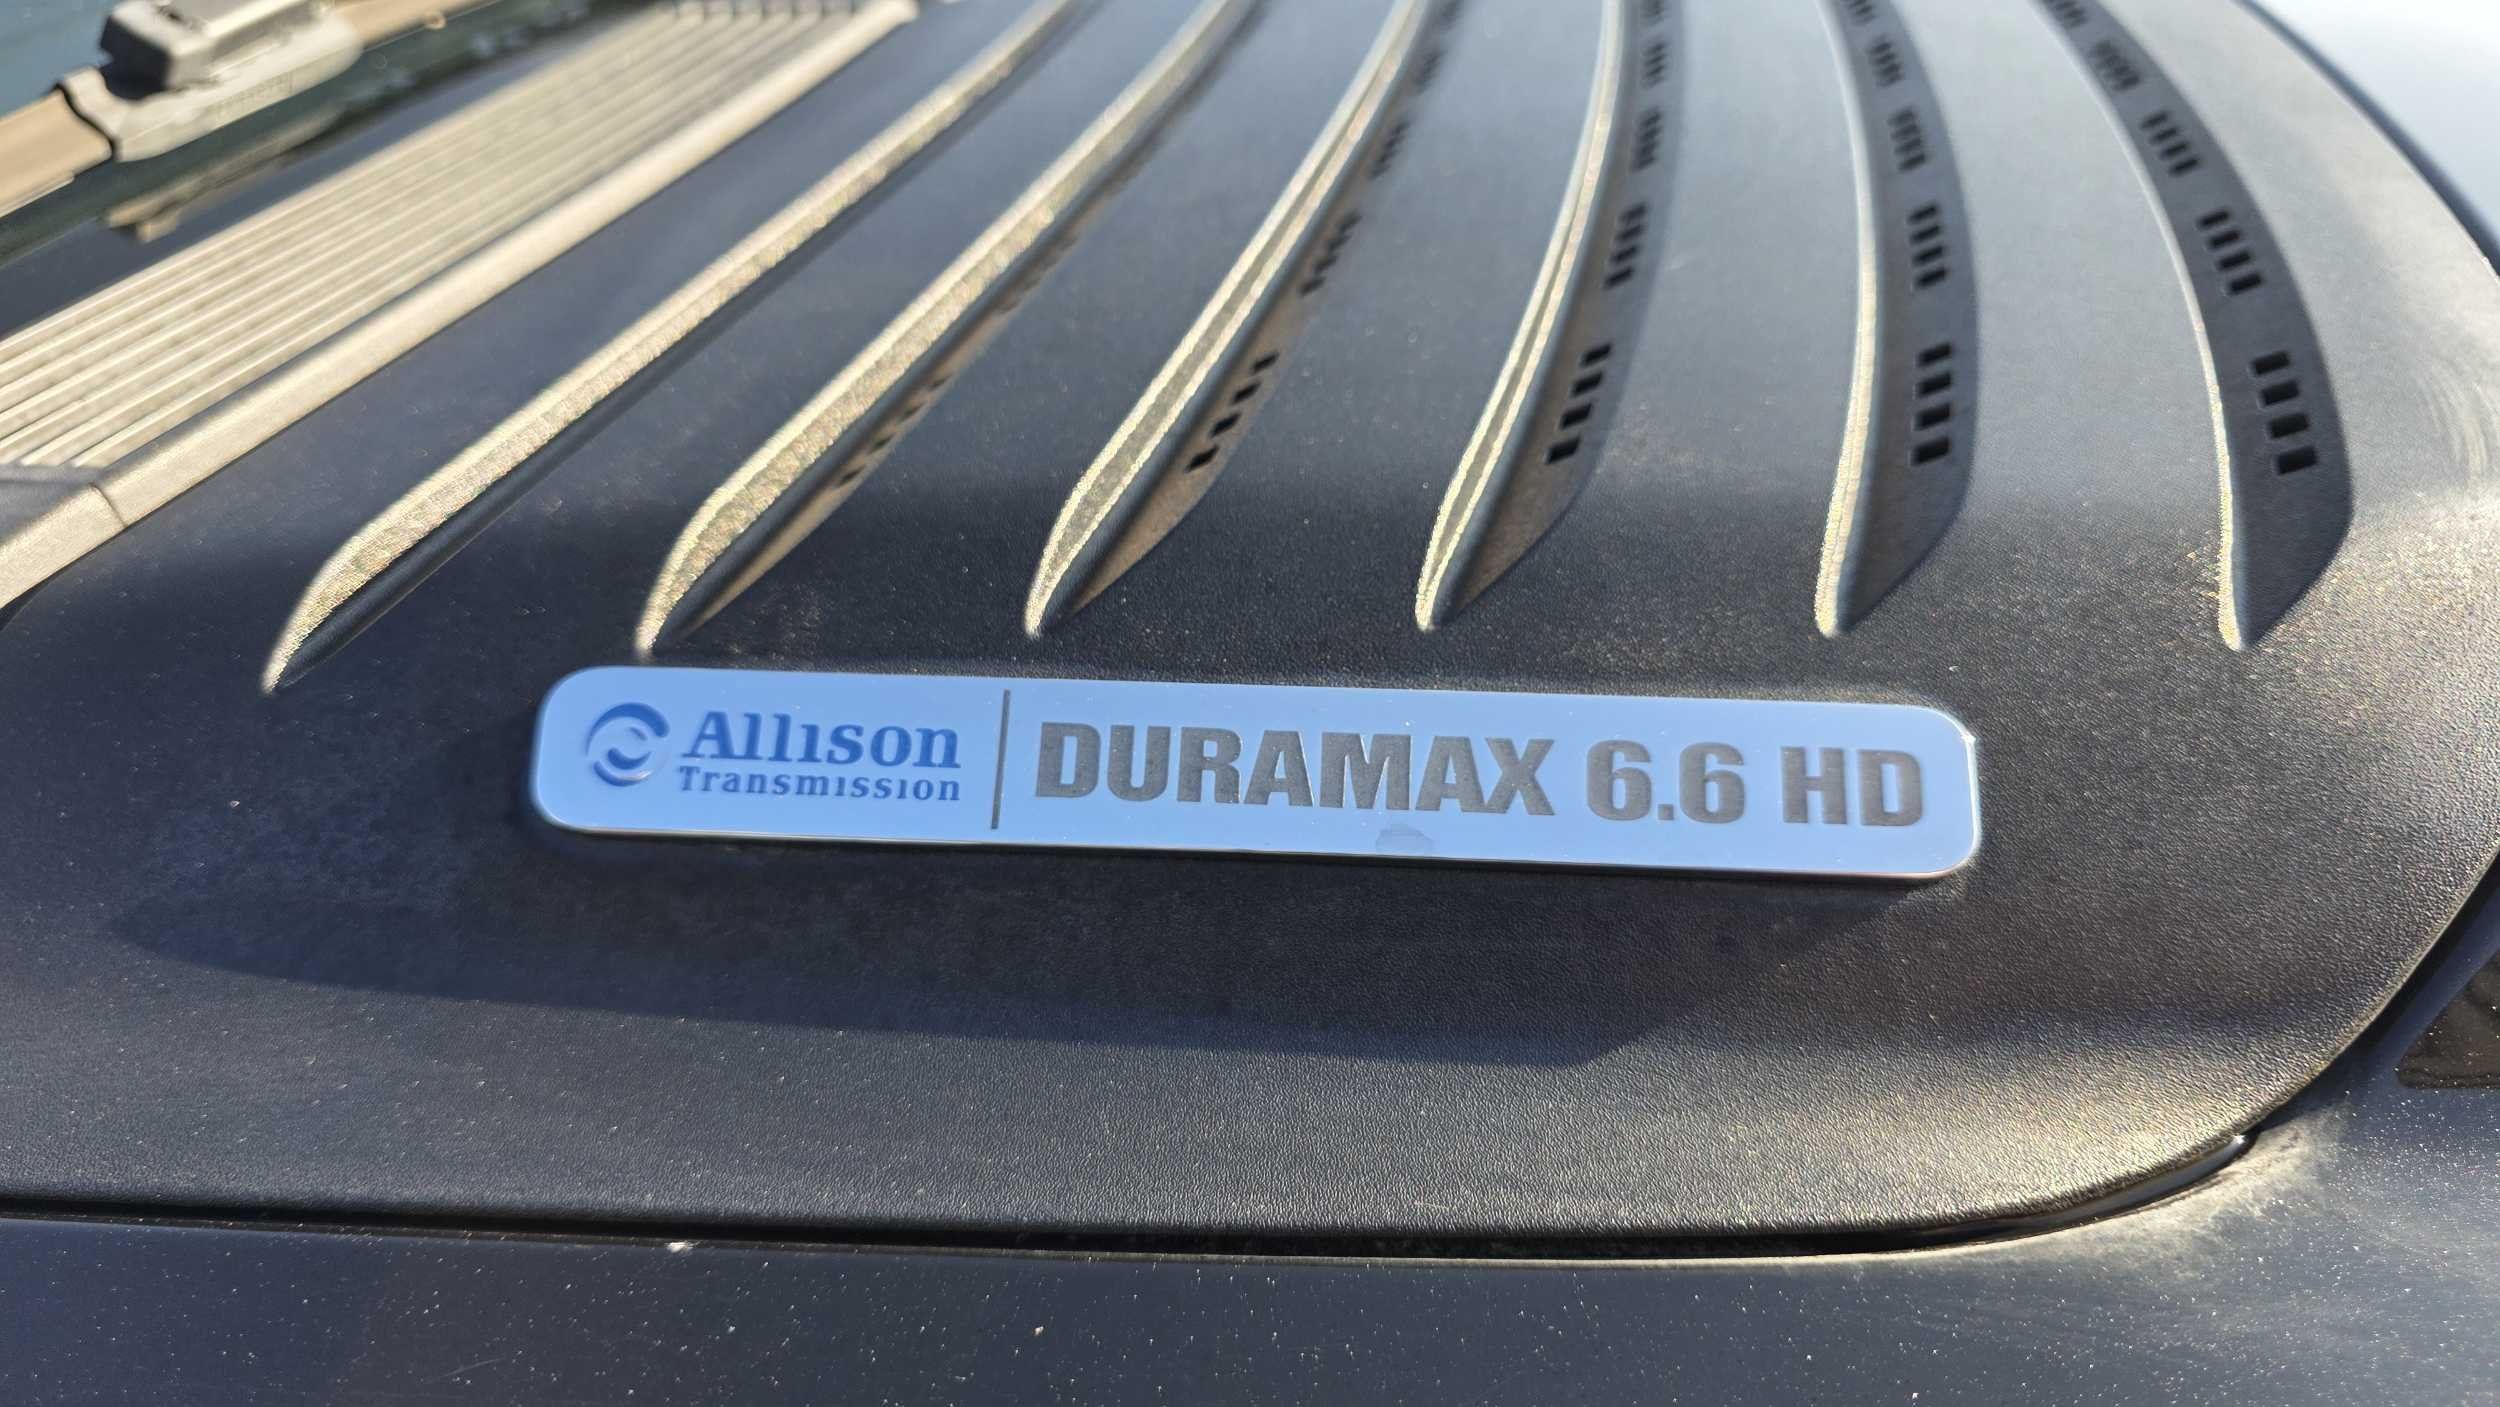 Allison
Transmission
DURAMAX 6.6 HD